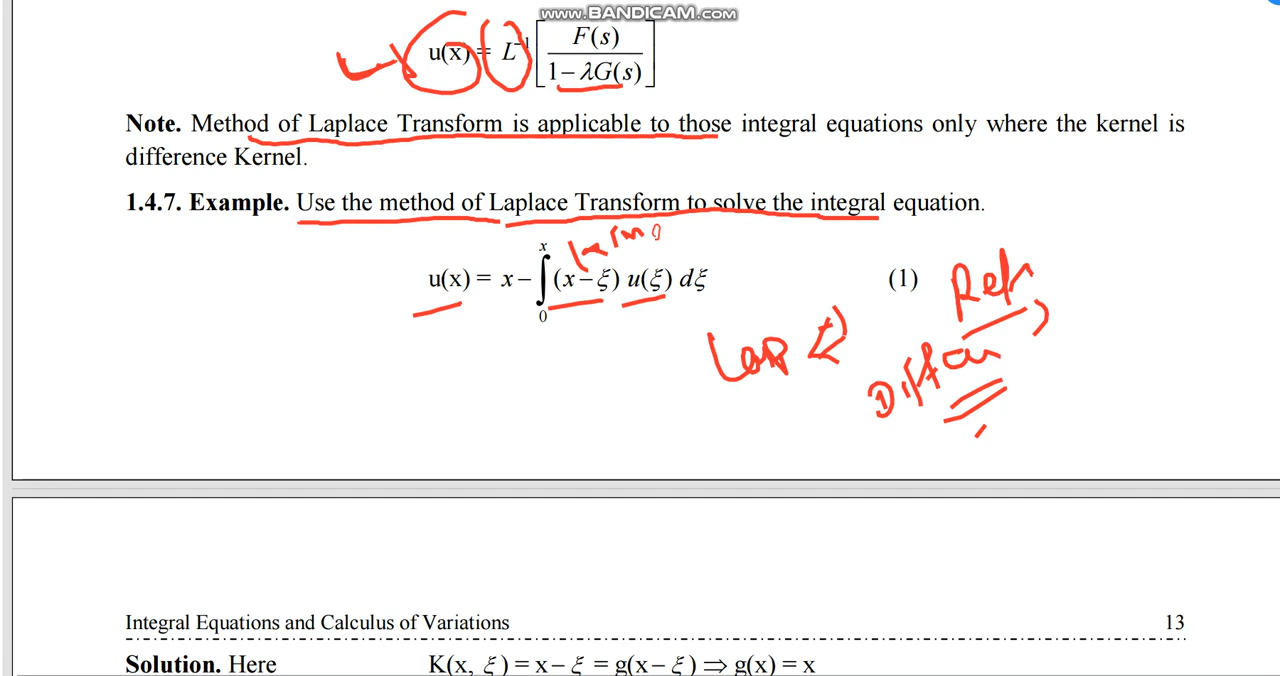 www.BANDICAM.com
u(x) = L⁻¹ [ F(s) / (1 − λG(s)) ]
Note. Method of Laplace Transform is applicable to those integral equations only where the kernel is
difference Kernel.
1.4.7. Example. Use the method of Laplace Transform to solve the integral equation.
u(x) = x − ∫₀ˣ (x − ξ) u(ξ) dξ (1)
Lap
Integral Equations and Calculus of Variations 13
Solution. Here K(x, ξ) = x − ξ = g(x − ξ) ⇒ g(x) = x